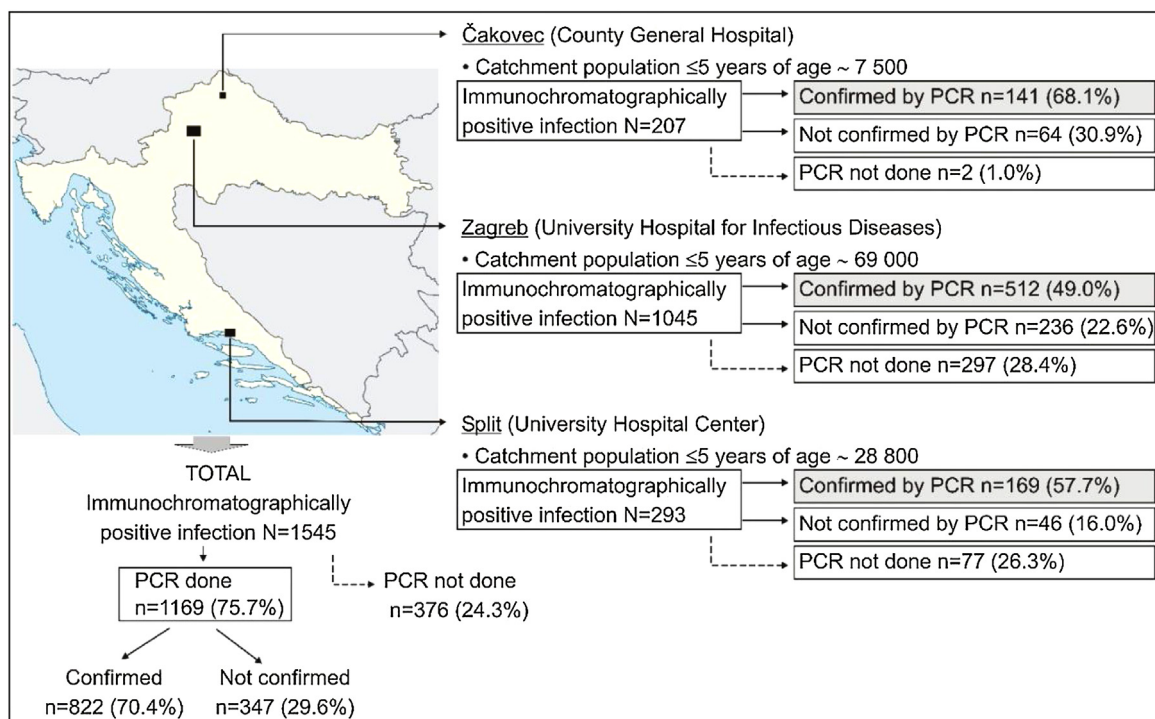 Čakovec (County General Hospital)
• Catchment population ≤5 years of age ~ 7 500
Immunochromatographically
positive infection N=207
Confirmed by PCR n=141 (68.1%)
Not confirmed by PCR n=64 (30.9%)
PCR not done n=2 (1.0%)
Zagreb (University Hospital for Infectious Diseases)
• Catchment population ≤5 years of age ~ 69 000
Immunochromatographically
positive infection N=1045
Confirmed by PCR n=512 (49.0%)
Not confirmed by PCR n=236 (22.6%)
PCR not done n=297 (28.4%)
Split (University Hospital Center)
• Catchment population ≤5 years of age ~ 28 800
Immunochromatographically
positive infection N=293
Confirmed by PCR n=169 (57.7%)
Not confirmed by PCR n=46 (16.0%)
PCR not done n=77 (26.3%)
TOTAL
Immunochromatographically
positive infection N=1545
PCR done
n=1169 (75.7%)
PCR not done
n=376 (24.3%)
Confirmed
n=822 (70.4%)
Not confirmed
n=347 (29.6%)